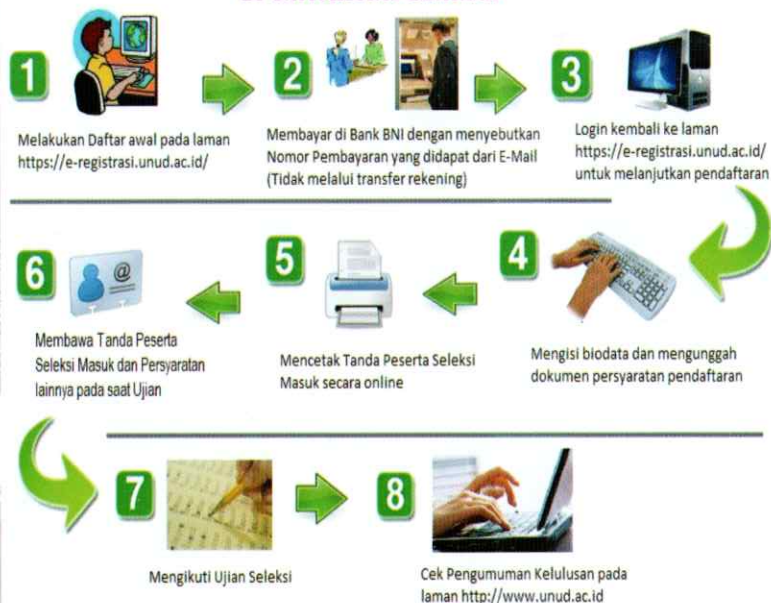 1
Melakukan Daftar awal pada laman
https://e-registrasi.unud.ac.id/
2
Membayar di Bank BNI dengan menyebutkan
Nomor Pembayaran yang didapat dari E-Mail
(Tidak melalui transfer rekening)
3
Login kembali ke laman
https://e-registrasi.unud.ac.id/
untuk melanjutkan pendaftaran
4
Mengisi biodata dan mengunggah
dokumen persyaratan pendaftaran
5
Mencetak Tanda Peserta Seleksi
Masuk secara online
6
@
Membawa Tanda Peserta
Seleksi Masuk dan Persyaratan
lainnya pada saat Ujian
7
Mengikuti Ujian Seleksi
8
Cek Pengumuman Kelulusan pada
laman http://www.unud.ac.id